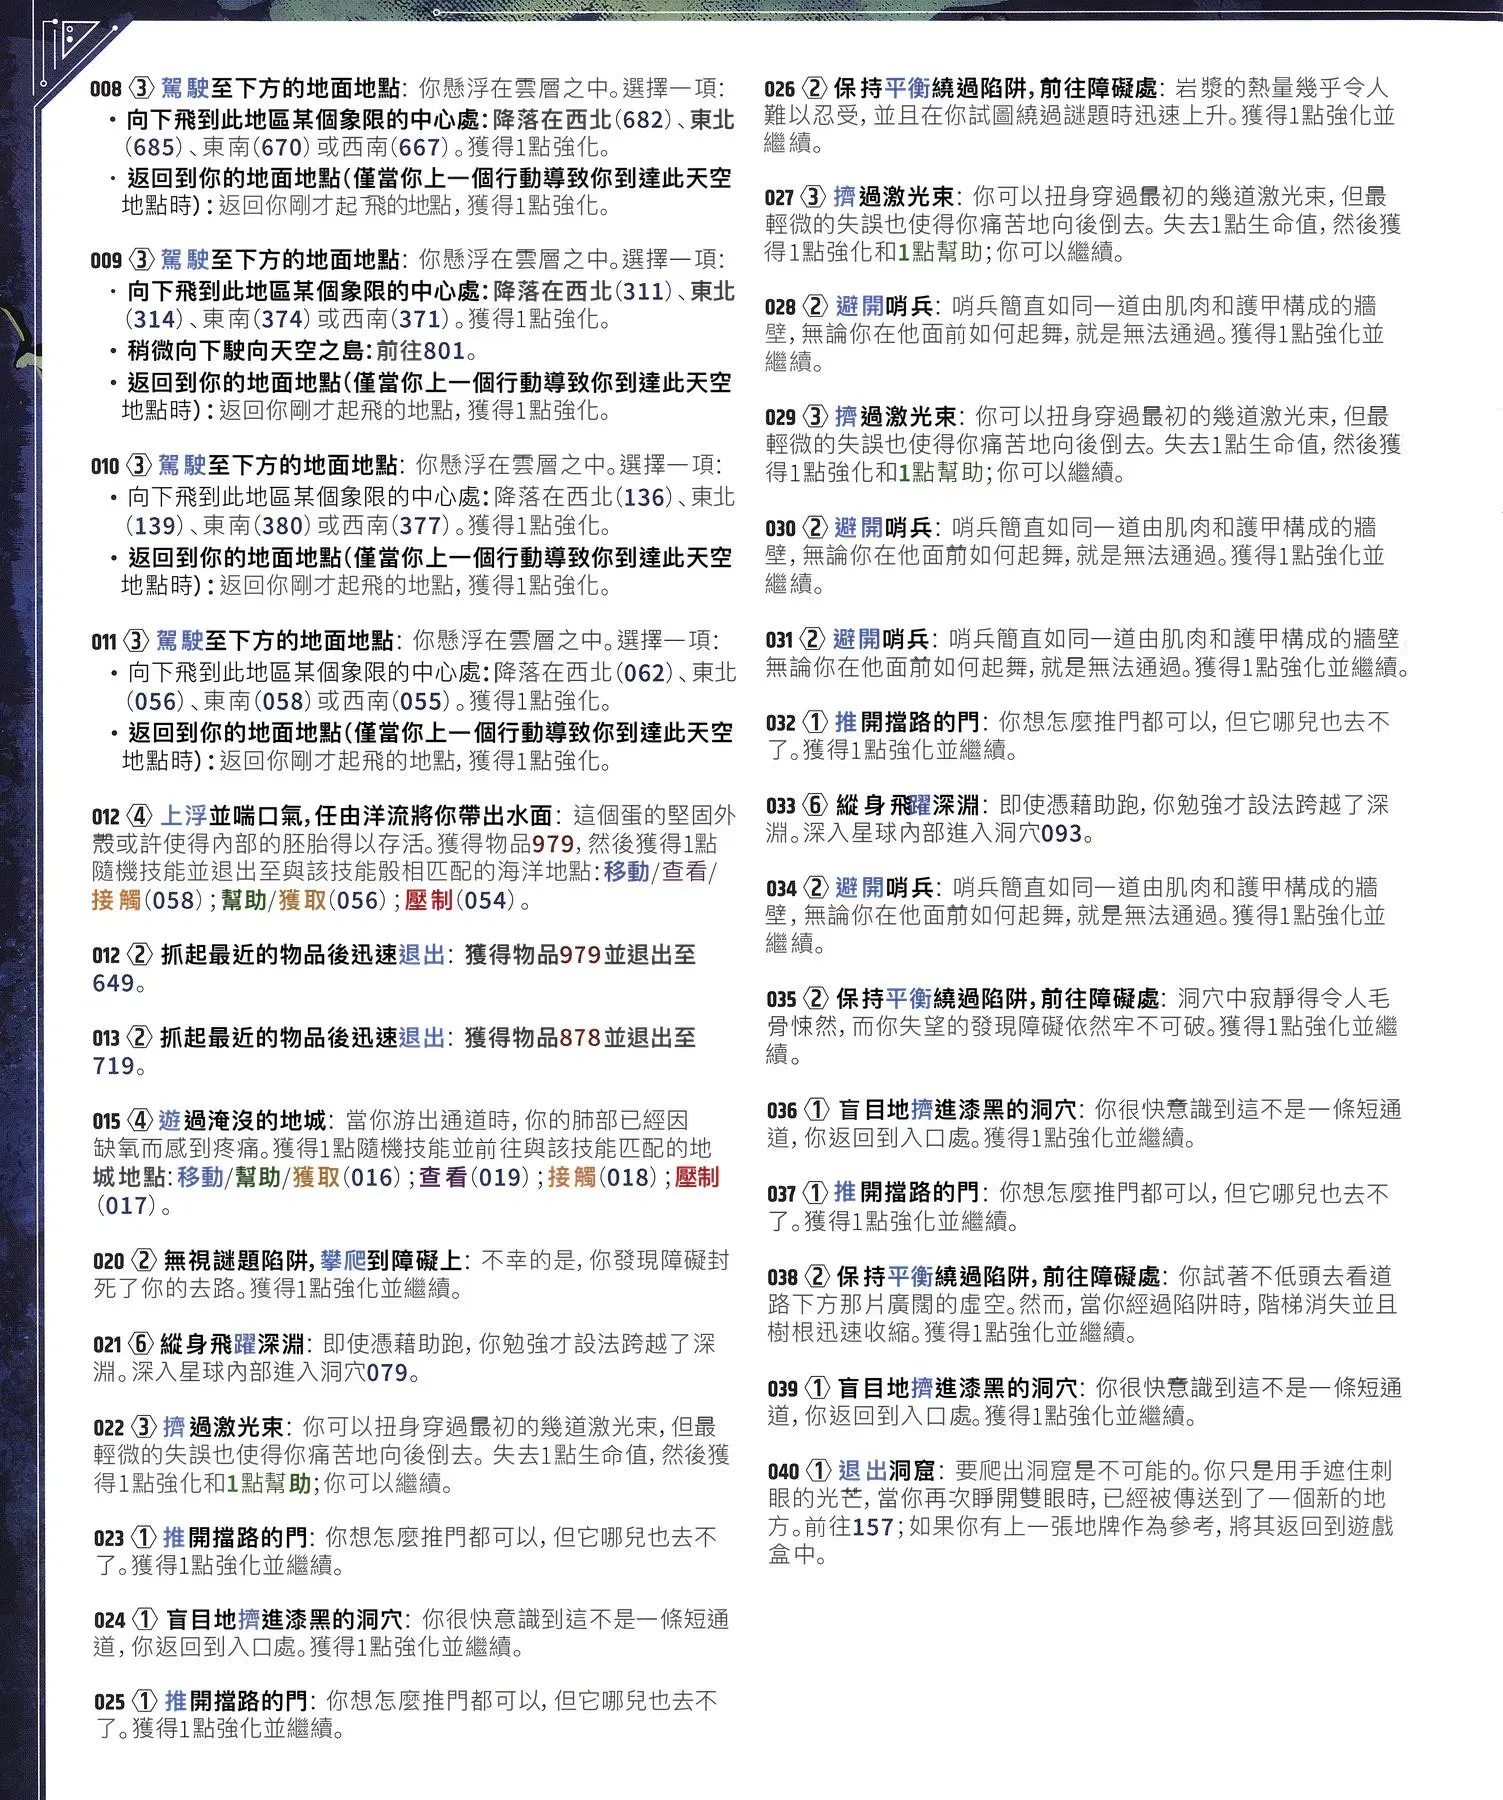 008 3 駕駛至下方的地面地點: 你懸浮在雲層之中。選擇一項:
• 向下飛到此地區某個象限的中心處:降落在西北(682)、東北
(685)、東南(670)或西南(667)。獲得1點強化。
• 返回到你的地面地點(僅當你上一個行動導致你到達此天空
地點時):返回你剛才起飛的地點,獲得1點強化。
009 3 駕駛至下方的地面地點: 你懸浮在雲層之中。選擇一項:
• 向下飛到此地區某個象限的中心處:降落在西北(311)、東北
(314)、東南(374)或西南(371)。獲得1點強化。
• 稍微向下駛向天空之島:前往801。
• 返回到你的地面地點(僅當你上一個行動導致你到達此天空
地點時):返回你剛才起飛的地點,獲得1點強化。
010 3 駕駛至下方的地面地點: 你懸浮在雲層之中。選擇一項:
• 向下飛到此地區某個象限的中心處:降落在西北(136)、東北
(139)、東南(380)或西南(377)。獲得1點強化。
• 返回到你的地面地點(僅當你上一個行動導致你到達此天空
地點時):返回你剛才起飛的地點,獲得1點強化。
011 3 駕駛至下方的地面地點: 你懸浮在雲層之中。選擇一項:
• 向下飛到此地區某個象限的中心處:降落在西北(062)、東北
(056)、東南(058)或西南(055)。獲得1點強化。
• 返回到你的地面地點(僅當你上一個行動導致你到達此天空
地點時):返回你剛才起飛的地點,獲得1點強化。
012 4 上浮並喘口氣,任由洋流將你帶出水面: 這個蛋的堅固外
殼或許使得內部的胚胎得以存活。獲得物品979,然後獲得1點
隨機技能並退出至與該技能骰相匹配的海洋地點:移動/查看/
接觸(058);幫助/獲取(056);壓制(054)。
012 2 抓起最近的物品後迅速退出: 獲得物品979並退出至
649。
013 2 抓起最近的物品後迅速退出: 獲得物品878並退出至
719。
015 4 遊過淹沒的地城: 當你游出通道時,你的肺部已經因
缺氧而感到疼痛。獲得1點隨機技能並前往與該技能匹配的地
城地點:移動/幫助/獲取(016);查看(019);接觸(018);壓制
(017)。
020 2 無視謎題陷阱,攀爬到障礙上: 不幸的是,你發現障礙封
死了你的去路。獲得1點強化並繼續。
021 6 縱身飛躍深淵: 即使憑藉助跑,你勉強才設法跨越了深
淵。深入星球內部進入洞穴079。
022 3 擠過激光束: 你可以扭身穿過最初的幾道激光束,但最
輕微的失誤也使得你痛苦地向後倒去。失去1點生命值,然後獲
得1點強化和1點幫助;你可以繼續。
023 1 推開擋路的門: 你想怎麼推門都可以,但它哪兒也去不
了。獲得1點強化並繼續。
024 1 盲目地擠進漆黑的洞穴: 你很快意識到這不是一條短通
道,你返回到入口處。獲得1點強化並繼續。
025 1 推開擋路的門: 你想怎麼推門都可以,但它哪兒也去不
了。獲得1點強化並繼續。
026 2 保持平衡繞過陷阱,前往障礙處: 岩漿的熱量幾乎令人
難以忍受,並且在你試圖繞過謎題時迅速上升。獲得1點強化並
繼續。
027 3 擠過激光束: 你可以扭身穿過最初的幾道激光束,但最
輕微的失誤也使得你痛苦地向後倒去。失去1點生命值,然後獲
得1點強化和1點幫助;你可以繼續。
028 2 避開哨兵: 哨兵簡直如同一道由肌肉和護甲構成的牆
壁,無論你在他面前如何起舞,就是無法通過。獲得1點強化並
繼續。
029 3 擠過激光束: 你可以扭身穿過最初的幾道激光束,但最
輕微的失誤也使得你痛苦地向後倒去。失去1點生命值,然後獲
得1點強化和1點幫助;你可以繼續。
030 2 避開哨兵: 哨兵簡直如同一道由肌肉和護甲構成的牆
壁,無論你在他面前如何起舞,就是無法通過。獲得1點強化並
繼續。
031 2 避開哨兵: 哨兵簡直如同一道由肌肉和護甲構成的牆壁
無論你在他面前如何起舞,就是無法通過。獲得1點強化並繼續。
032 1 推開擋路的門: 你想怎麼推門都可以,但它哪兒也去不
了。獲得1點強化並繼續。
033 6 縱身飛躍深淵: 即使憑藉助跑,你勉強才設法跨越了深
淵。深入星球內部進入洞穴093。
034 2 避開哨兵: 哨兵簡直如同一道由肌肉和護甲構成的牆
壁,無論你在他面前如何起舞,就是無法通過。獲得1點強化並
繼續。
035 2 保持平衡繞過陷阱,前往障礙處: 洞穴中寂靜得令人毛
骨悚然,而你失望的發現障礙依然牢不可破。獲得1點強化並繼
續。
036 1 盲目地擠進漆黑的洞穴: 你很快意識到這不是一條短通
道,你返回到入口處。獲得1點強化並繼續。
037 1 推開擋路的門: 你想怎麼推門都可以,但它哪兒也去不
了。獲得1點強化並繼續。
038 2 保持平衡繞過陷阱,前往障礙處: 你試著不低頭去看道
路下方那片廣闊的虛空。然而,當你經過陷阱時,階梯消失並且
樹根迅速收縮。獲得1點強化並繼續。
039 1 盲目地擠進漆黑的洞穴: 你很快意識到這不是一條短通
道,你返回到入口處。獲得1點強化並繼續。
040 1 退出洞窟: 要爬出洞窟是不可能的。你只是用手遮住刺
眼的光芒,當你再次睜開雙眼時,已經被傳送到了一個新的地
方。前往157;如果你有上一張地牌作為參考,將其返回到遊戲
盒中。